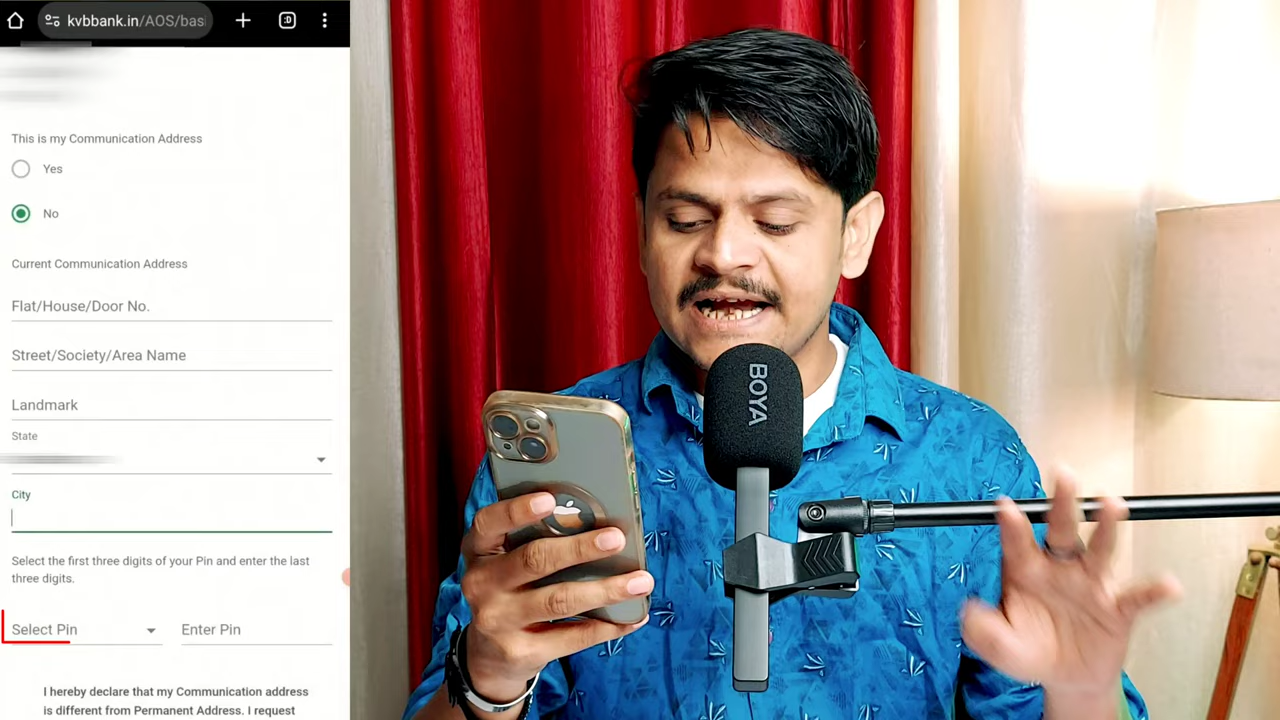 kvbbank.in/AOS/basi
:D
This is my Communication Address
Yes
No
Current Communication Address
Flat/House/Door No.
Street/Society/Area Name
Landmark
State
City
Select the first three digits of your Pin and enter the last
three digits.
Select Pin
Enter Pin
I hereby declare that my Communication address
is different from Permanent Address. I request
BOYA